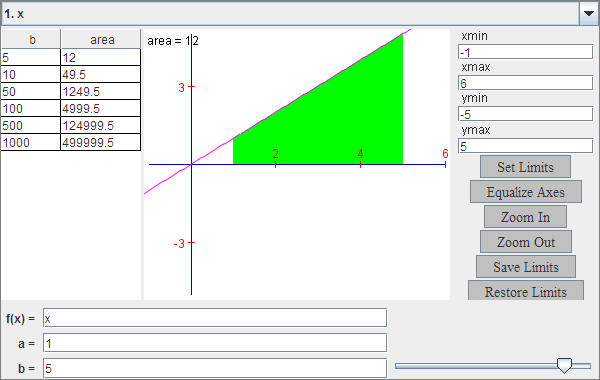 1. x
b area
5 12
10 49.5
50 1249.5
100 4999.5
500 124999.5
1000 499999.5
area = 12
3
2 4 6
-3
xmin
-1
xmax
6
ymin
-5
ymax
5
Set Limits
Equalize Axes
Zoom In
Zoom Out
Save Limits
Restore Limits
f(x) = x
a = 1
b = 5